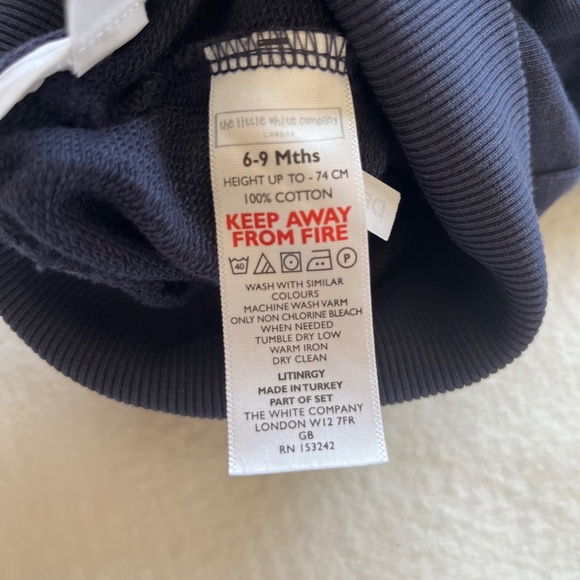 the little white company
LONDON
6-9 Mths
HEIGHT UP TO - 74 CM
100% COTTON
KEEP AWAY
FROM FIRE
40 P
WASH WITH SIMILAR
COLOURS
MACHINE WASH WARM
ONLY NON CHLORINE BLEACH
WHEN NEEDED
TUMBLE DRY LOW
WARM IRON
DRY CLEAN
LITINRGY
MADE IN TURKEY
PART OF SET
THE WHITE COMPANY
LONDON W12 7FR
GB
RN 153242